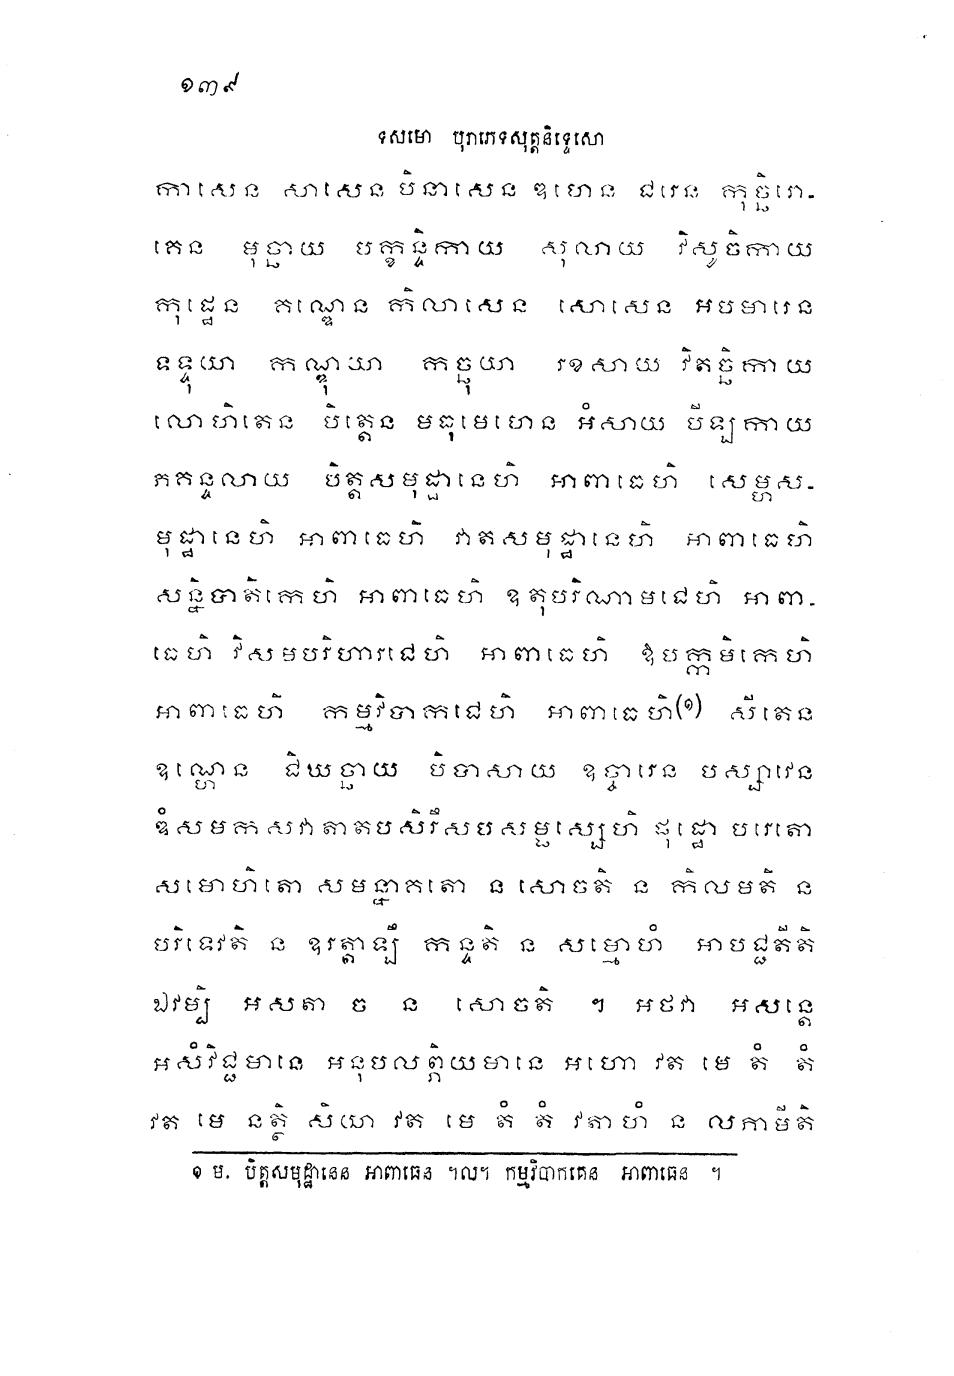 ១៣៩
ទសមោ បុរាភេទសុត្តនិទ្ទេសោ
កាសេន សាសេន បិនាសេន ឌហេន ជរេន កុច្ឆិរោ-
គេន មុច្ឆាយ បក្ខន្ទិកាយ សុលាយ វិសូចិកាយ
កុដ្ឋេន គណ្ឌេន កិលាសេន សោសេន អបមារេន
ទទ្ទុយា កណ្ឌុយា កច្ឆុយា រខសាយ វិតច្ឆិកាយ
លោហិតេន បិត្តេន មធុមេហេន អំសាយ បីឡកាយ
ភគន្ទលាយ បិត្តសមុដ្ឋានេហិ អាពាធេហិ សេម្ហស-
មុដ្ឋានេហិ អាពាធេហិ វាតសមុដ្ឋានេហិ អាពាធេហិ
សន្និបាតិកេហិ អាពាធេហិ ឧតុបរិណាមជេហិ អាពា-
ធេហិ វិសមបរិហារជេហិ អាពាធេហិ ឱបក្កមិកេហិ
អាពាធេហិ កម្មវិបាកជេហិ អាពាធេហិ(១) សីតេន
ឧណ្ហេន ជិឃច្ឆាយ បិបាសាយ ឧច្ចារេន បស្សាវេន
ឌំសមកសវាតាតបសិរឹសបសម្ផស្សេហិ ផុដ្ឋោ បរេតោ
សមោហិតោ សមន្នាគតោ ន សោចតិ ន កិលមតិ ន
បរិទេវតិ ន ឧរត្តាឡឹ កន្ទតិ ន សម្មោហំ អាបជ្ជតីតិ
ឯវម្បិ អសតា ច ន សោចតិ ។ អថវា អសន្តេ
អសំវិជ្ជមានេ អនុបលព្ភិយមានេ អហោ វត មេ តំ តំ
វត មេ នត្ថិ សិយា វត មេ តំ តំ វតាហំ ន លភាមីតិ
១ ម. បិត្តសមុដ្ឋានេន អាពាធេន ។ល។ កម្មវិបាកជេន អាពាធេន ។